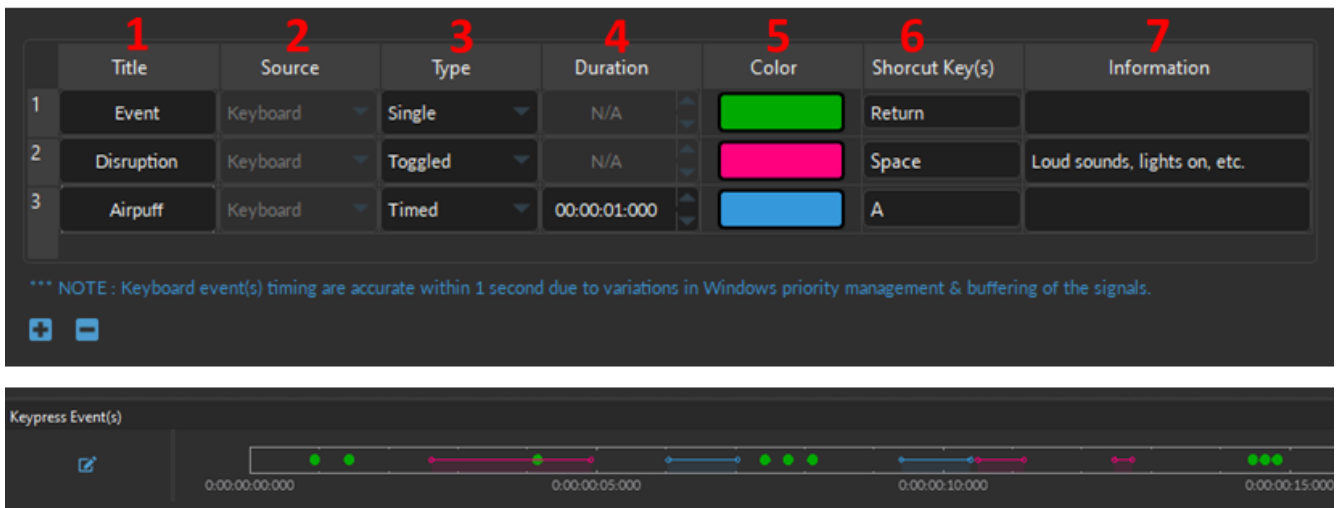 1 2 3 4 5 6 7
Title Source Type Duration Color Shorcut Key(s) Information
1 Event Keyboard Single N/A Return
2 Disruption Keyboard Toggled N/A Space Loud sounds, lights on, etc.
3 Airpuff Keyboard Timed 00:00:01:000 A
*** NOTE : Keyboard event(s) timing are accurate within 1 second due to variations in Windows priority management & buffering of the signals.
Keypress Event(s)
0:00:00:00:000 0:00:00:05:000 0:00:00:10:000 0:00:00:15:000